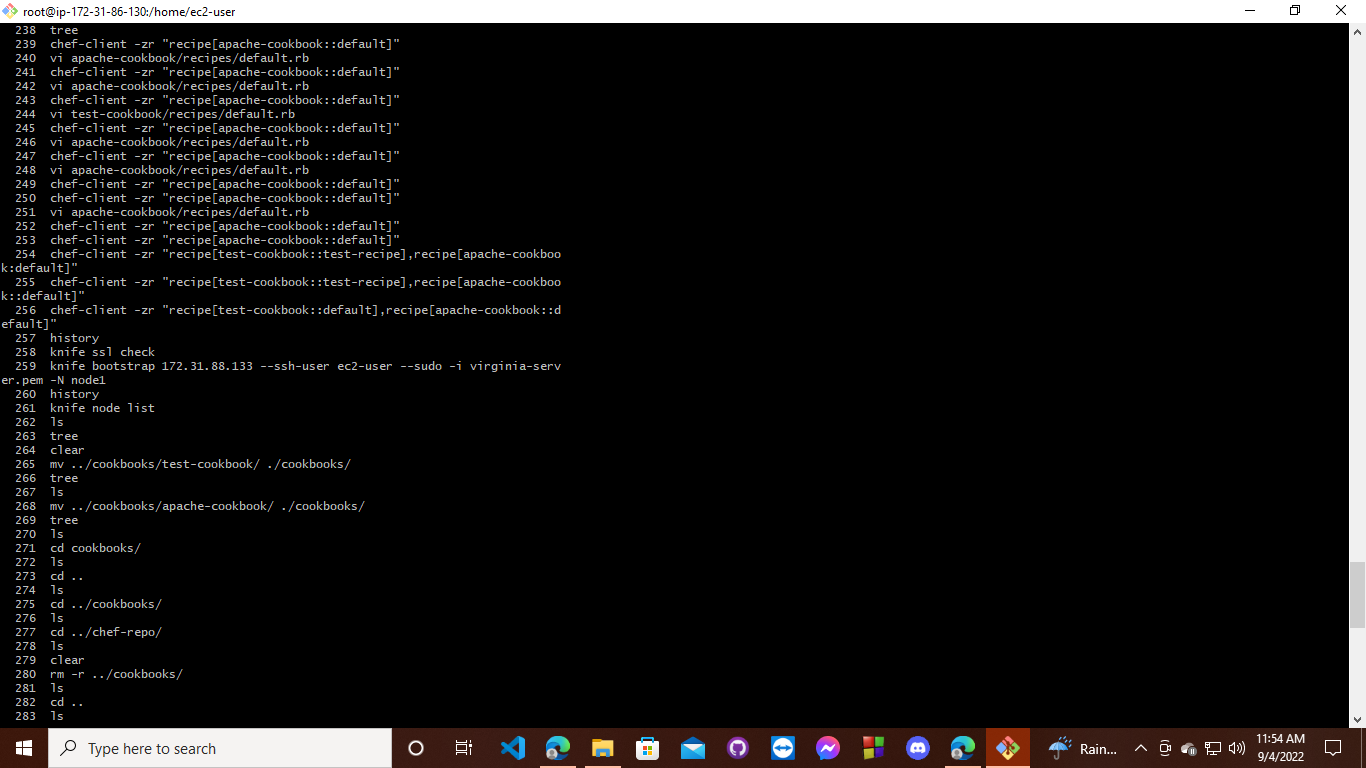 root@ip-172-31-86-130:/home/ec2-user
238 tree
239 chef-client -zr "recipe[apache-cookbook::default]"
240 vi apache-cookbook/recipes/default.rb
241 chef-client -zr "recipe[apache-cookbook::default]"
242 vi apache-cookbook/recipes/default.rb
243 chef-client -zr "recipe[apache-cookbook::default]"
244 vi test-cookbook/recipes/default.rb
245 chef-client -zr "recipe[apache-cookbook::default]"
246 vi apache-cookbook/recipes/default.rb
247 chef-client -zr "recipe[apache-cookbook::default]"
248 vi apache-cookbook/recipes/default.rb
249 chef-client -zr "recipe[apache-cookbook::default]"
250 chef-client -zr "recipe[apache-cookbook::default]"
251 vi apache-cookbook/recipes/default.rb
252 chef-client -zr "recipe[apache-cookbook::default]"
253 chef-client -zr "recipe[apache-cookbook::default]"
254 chef-client -zr "recipe[test-cookbook::test-recipe],recipe[apache-cookboo
k:default]"
255 chef-client -zr "recipe[test-cookbook::test-recipe],recipe[apache-cookboo
k::default]"
256 chef-client -zr "recipe[test-cookbook::default],recipe[apache-cookbook::d
efault]"
257 history
258 knife ssl check
259 knife bootstrap 172.31.88.133 --ssh-user ec2-user --sudo -i virginia-serv
er.pem -N node1
260 history
261 knife node list
262 ls
263 tree
264 clear
265 mv ../cookbooks/test-cookbook/ ./cookbooks/
266 tree
267 ls
268 mv ../cookbooks/apache-cookbook/ ./cookbooks/
269 tree
270 ls
271 cd cookbooks/
272 ls
273 cd ..
274 ls
275 cd ../cookbooks/
276 ls
277 cd ../chef-repo/
278 ls
279 clear
280 rm -r ../cookbooks/
281 ls
282 cd ..
283 ls
Type here to search
Rain...
11:54 AM
9/4/2022